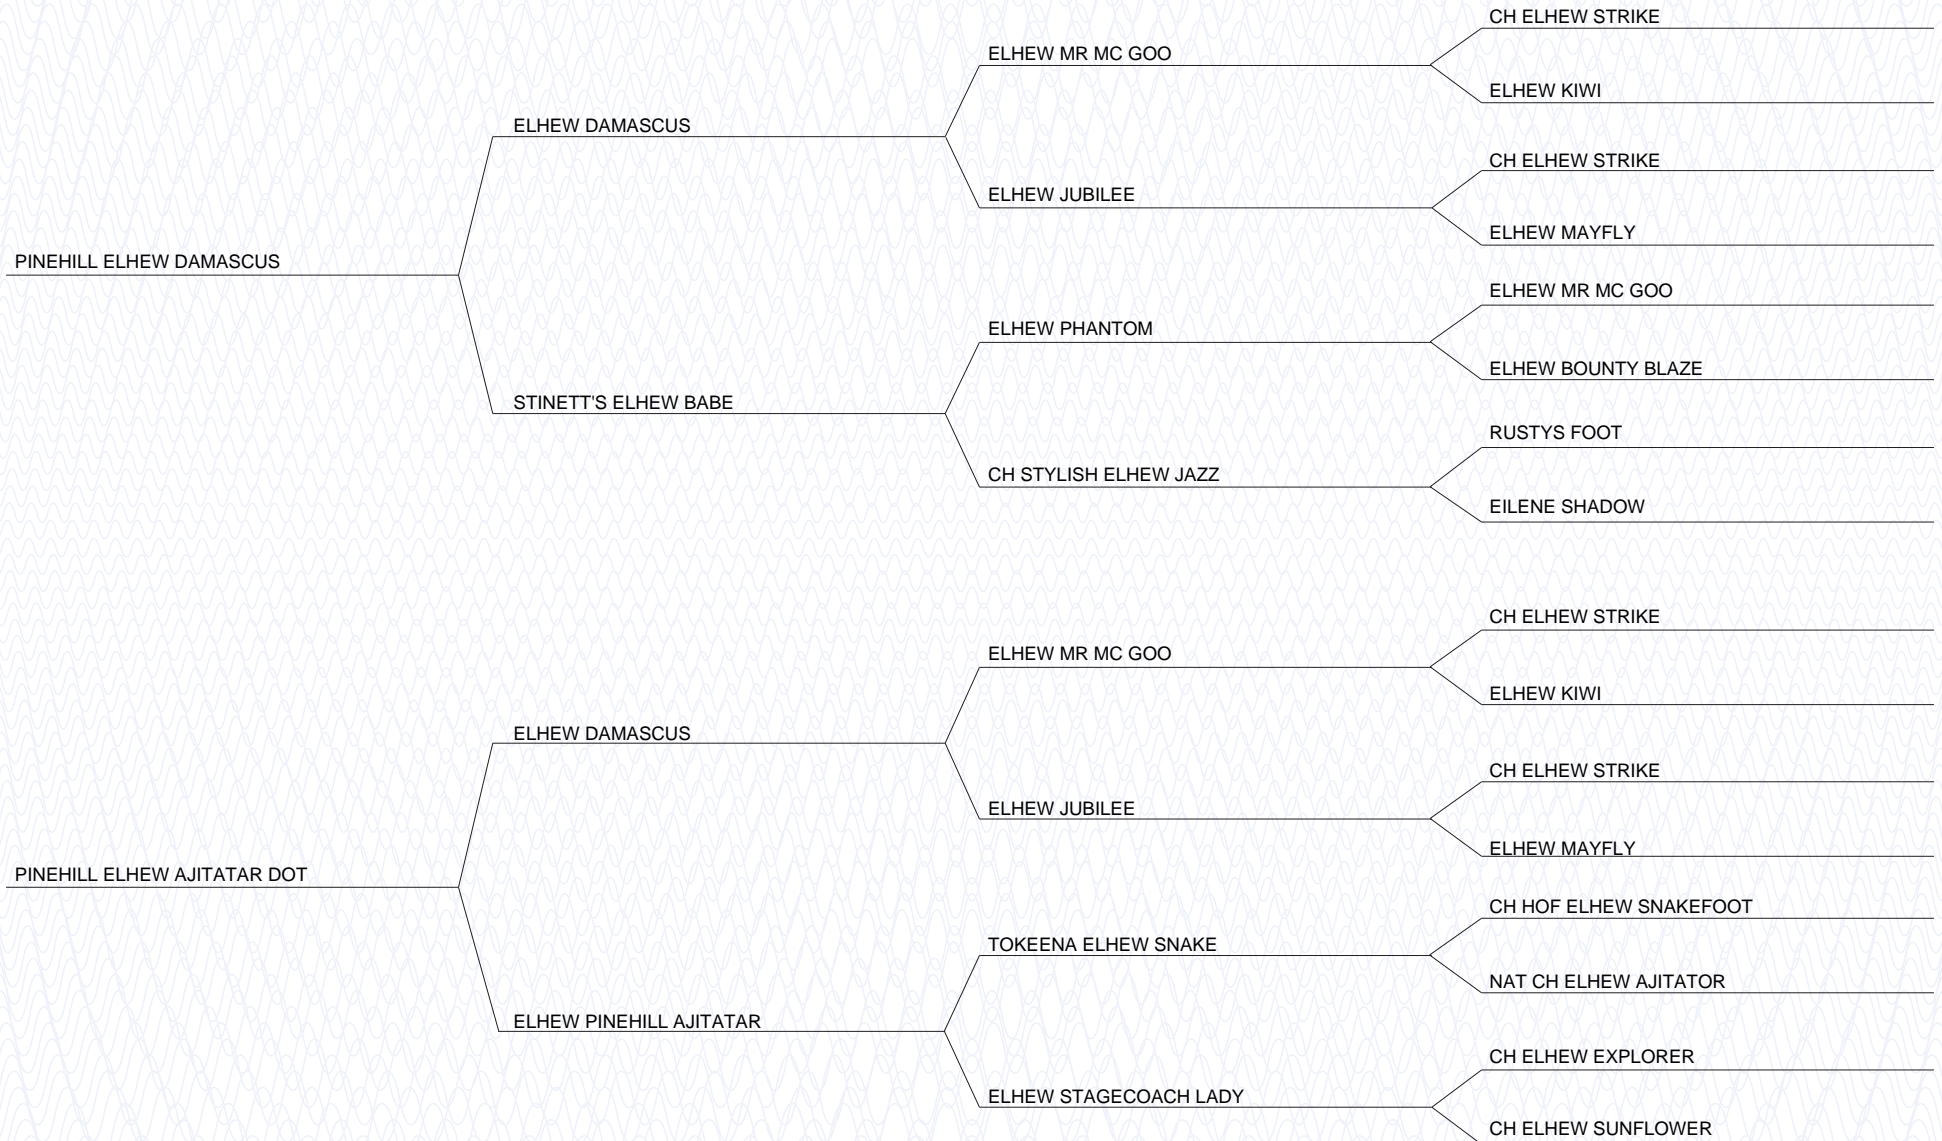 CH ELHEW STRIKE
ELHEW MR MC GOO
ELHEW KIWI
ELHEW DAMASCUS
CH ELHEW STRIKE
ELHEW JUBILEE
ELHEW MAYFLY
PINEHILL ELHEW DAMASCUS
ELHEW MR MC GOO
ELHEW PHANTOM
ELHEW BOUNTY BLAZE
STINETT'S ELHEW BABE
RUSTYS FOOT
CH STYLISH ELHEW JAZZ
EILENE SHADOW
CH ELHEW STRIKE
ELHEW MR MC GOO
ELHEW KIWI
ELHEW DAMASCUS
CH ELHEW STRIKE
ELHEW JUBILEE
ELHEW MAYFLY
PINEHILL ELHEW AJITATAR DOT
CH HOF ELHEW SNAKEFOOT
TOKEENA ELHEW SNAKE
NAT CH ELHEW AJITATOR
ELHEW PINEHILL AJITATAR
CH ELHEW EXPLORER
ELHEW STAGECOACH LADY
CH ELHEW SUNFLOWER